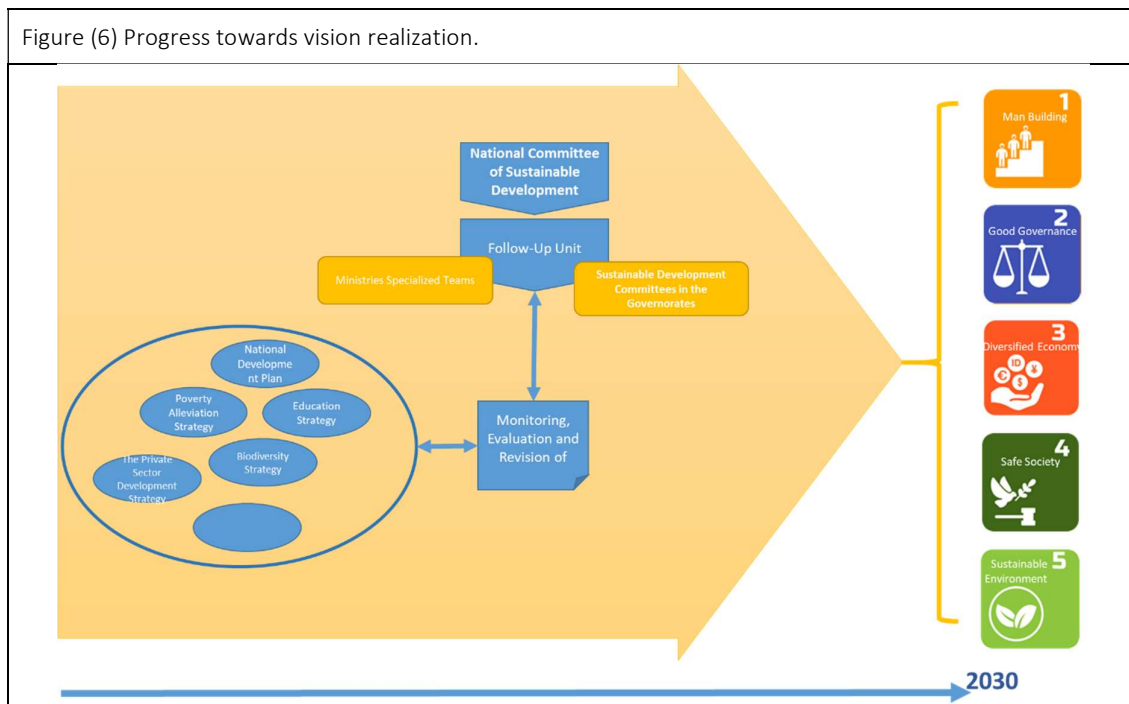 Figure (6) Progress towards vision realization.
National Committee
of Sustainable
Development
Follow-Up Unit
Ministries Specialized Teams
Sustainable Development
Committees in the
Governorates
National
Developme
nt Plan
Poverty
Alleviation
Strategy
Education
Strategy
Biodiversity
Strategy
The Private
Sector
Development
Strategy
Monitoring,
Evaluation and
Revision of
1
Man Building
2
Good Governance
3
Diversified Economy
ID
€
¥
$
4
Safe Society
5
Sustainable
Environment
2030